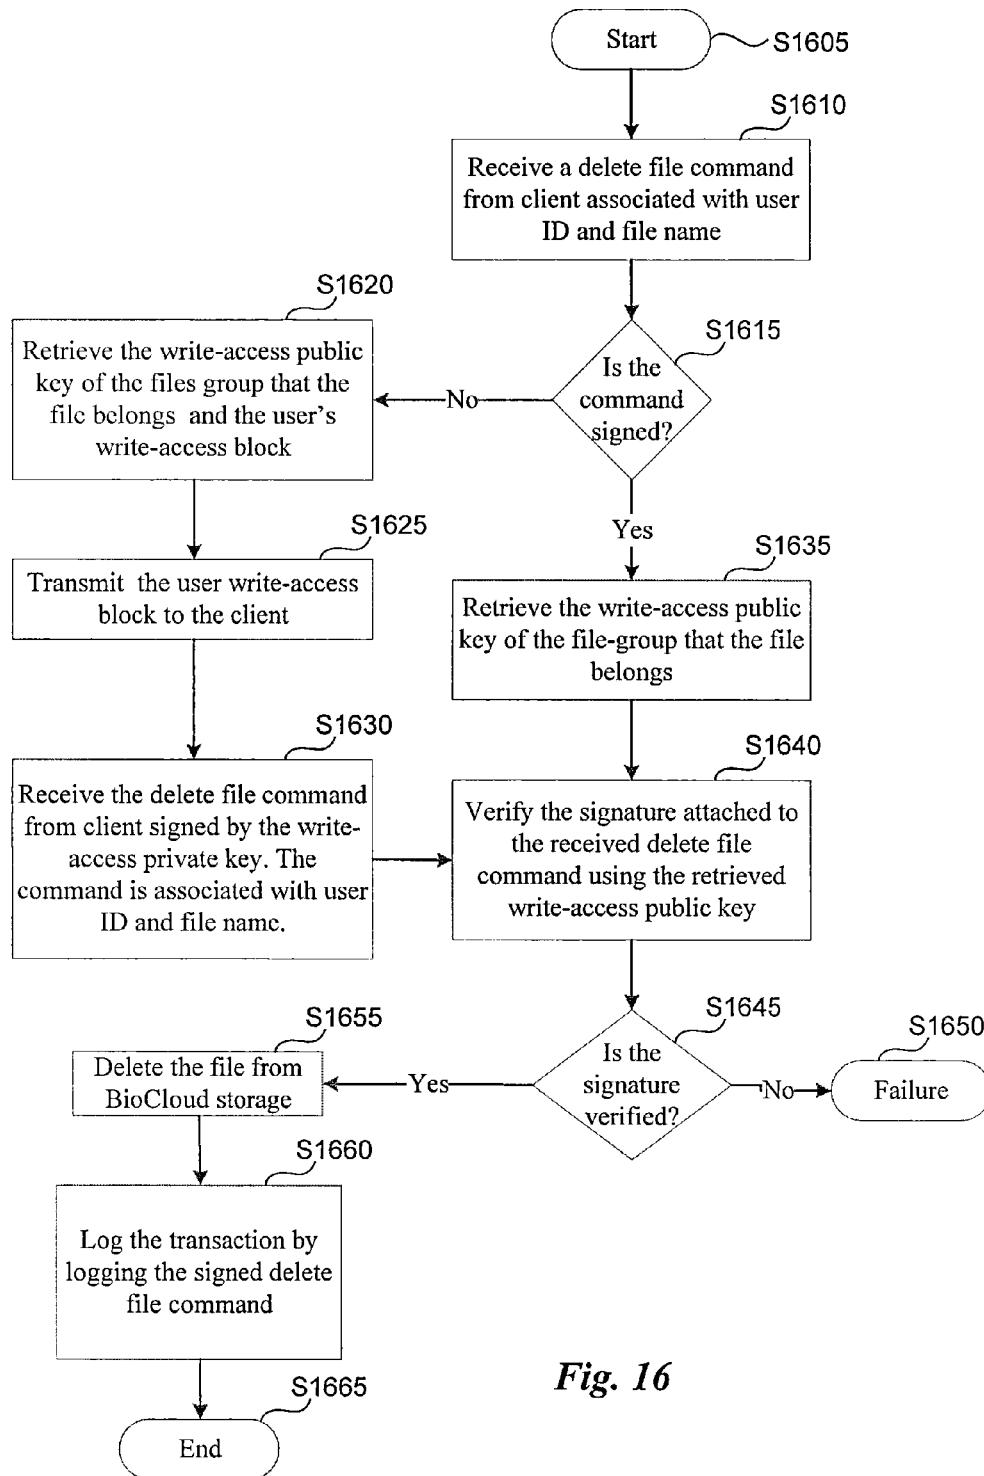 Start
S1605
S1610
Receive a delete file command
from client associated with user
ID and file name
S1615
Is the
command
signed?
No
Yes
S1620
Retrieve the write-access public
key of the files group that the
file belongs and the user's
write-access block
S1625
Transmit the user write-access
block to the client
S1630
Receive the delete file command
from client signed by the write-
access private key. The
command is associated with user
ID and file name.
S1635
Retrieve the write-access public
key of the file-group that the file
belongs
S1640
Verify the signature attached to
the received delete file
command using the retrieved
write-access public key
S1645
Is the
signature
verified?
No
S1650
Failure
Yes
S1655
Delete the file from
BioCloud storage
S1660
Log the transaction by
logging the signed delete
file command
S1665
End
Fig. 16